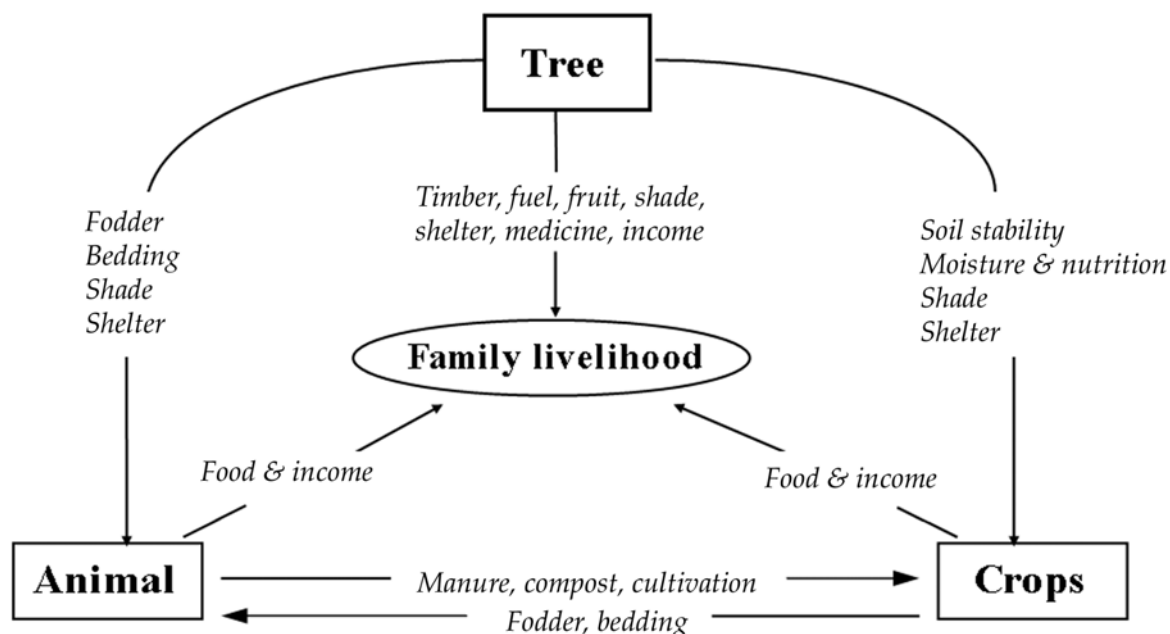 Tree
Timber, fuel, fruit, shade,
shelter, medicine, income
Fodder
Bedding
Shade
Shelter
Soil stability
Moisture & nutrition
Shade
Shelter
Family livelihood
Food & income
Food & income
Animal
Manure, compost, cultivation
Fodder, bedding
Crops